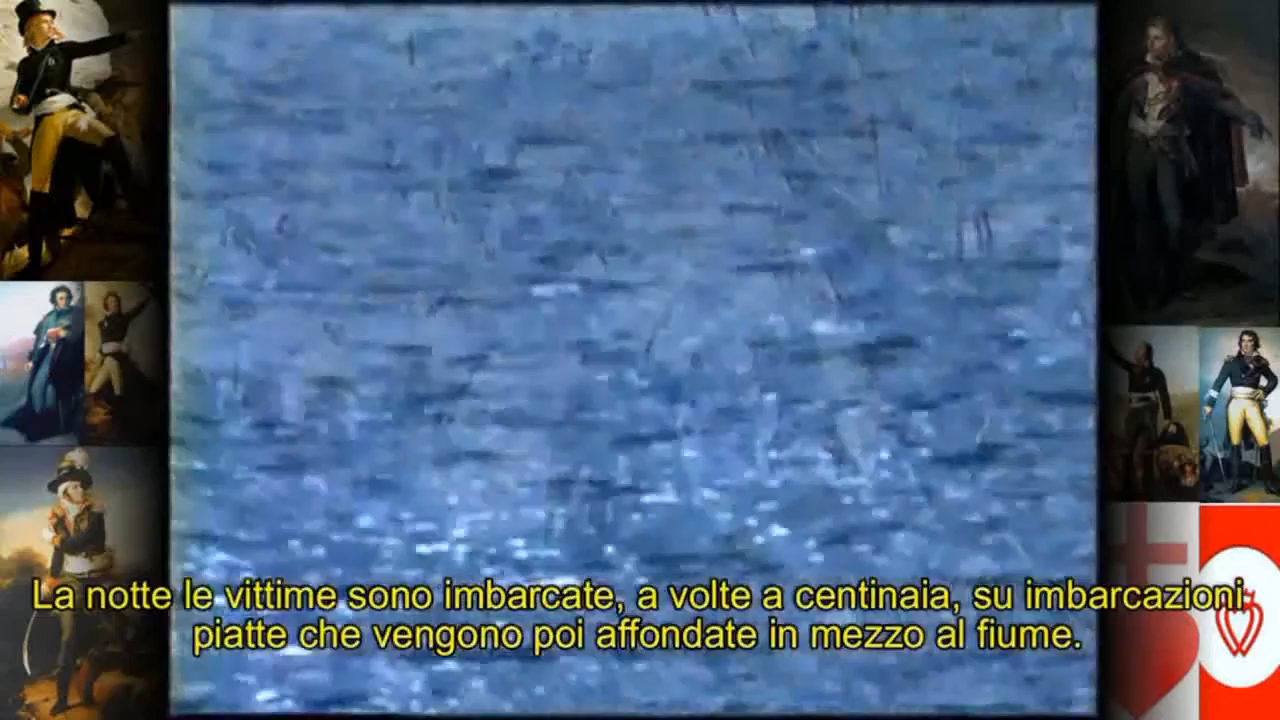 La notte le vittime sono imbarcate, a volte a centinaia, su imbarcazioni
piatte che vengono poi affondate in mezzo al fiume.